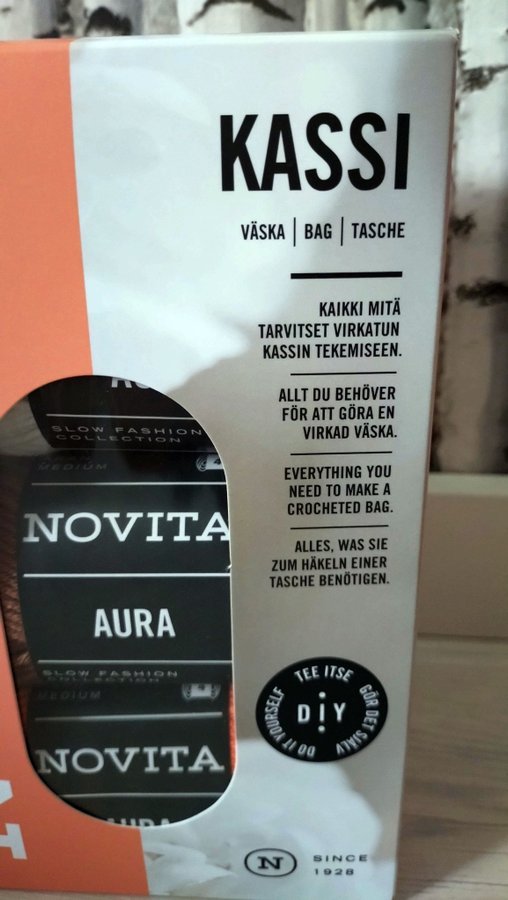 KASSI
VÄSKA | BAG | TASCHE
KAIKKI MITÄ
TARVITSET VIRKATUN
KASSIN TEKEMISEEN.
ALLT DU BEHÖVER
FÖR ATT GÖRA EN
VIRKAD VÄSKA.
EVERYTHING YOU
NEED TO MAKE A
CROCHETED BAG.
ALLES, WAS SIE
ZUM HÄKELN EINER
TASCHE BENÖTIGEN.
SLOW FASHION
COLLECTION
MEDIUM
NOVITA
AURA
SLOW FASHION
COLLECTION
MEDIUM
NOVITA
AURA
TEE ITSE
GÖR DET SJÄLV
DO IT YOURSELF
DIY
N
SINCE
1928